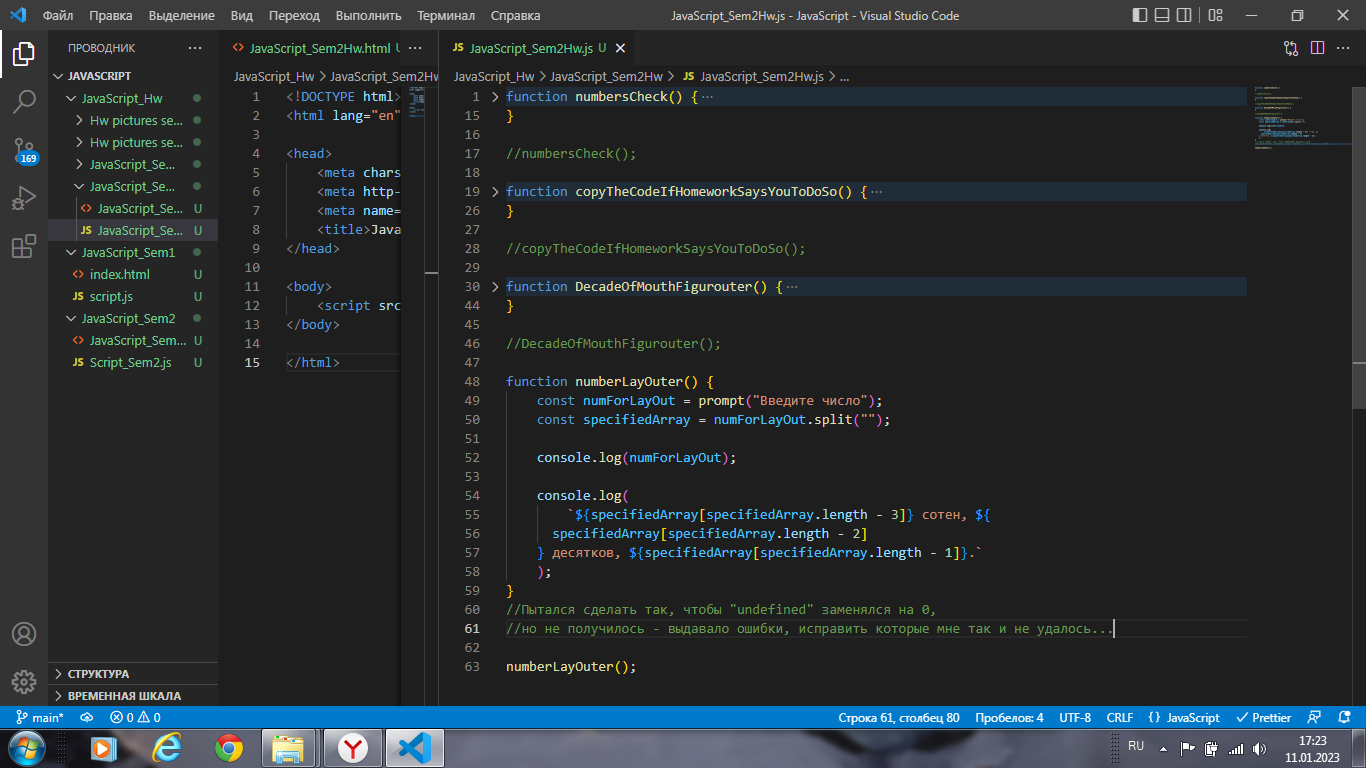 Файл Правка Выделение Вид Переход Выполнить Терминал Справка JavaScript_Sem2Hw.js - JavaScript - Visual Studio Code
ПРОВОДНИК ...
JAVASCRIPT
JavaScript_Hw
Hw pictures se...
Hw pictures se...
JavaScript_Se...
JavaScript_Se...
JavaScript_Se... U
JS JavaScript_Se... U
JavaScript_Sem1
index.html U
JS script.js U
JavaScript_Sem2
JavaScript_Sem... U
JS Script_Sem2.js U
СТРУКТУРА
ВРЕМЕННАЯ ШКАЛА
169
JavaScript_Sem2Hw.html U ...
JavaScript_Hw > JavaScript_Sem2Hw
1 <!DOCTYPE html>
2 <html lang="en"
3
4 <head>
5 <meta chars
6 <meta http-
7 <meta name=
8 <title>Java
9 </head>
10
11 <body>
12 <script src
13 </body>
14
15 </html>
JS JavaScript_Sem2Hw.js U
JavaScript_Hw > JavaScript_Sem2Hw > JS JavaScript_Sem2Hw.js > ...
1 function numbersCheck() { ...
15 }
16
17 //numbersCheck();
18
19 function copyTheCodeIfHomeworkSaysYouToDoSo() { ...
26 }
27
28 //copyTheCodeIfHomeworkSaysYouToDoSo();
29
30 function DecadeOfMouthFigurouter() { ...
44 }
45
46 //DecadeOfMouthFigurouter();
47
48 function numberLayOuter() {
49 const numForLayOut = prompt("Введите число");
50 const specifiedArray = numForLayOut.split("");
51
52 console.log(numForLayOut);
53
54 console.log(
55 `${specifiedArray[specifiedArray.length - 3]} сотен, ${
56 specifiedArray[specifiedArray.length - 2]
57 } десятков, ${specifiedArray[specifiedArray.length - 1]}.`
58 );
59 }
60 //Пытался сделать так, чтобы "undefined" заменялся на 0,
61 //но не получилось - выдавало ошибки, исправить которые мне так и не удалось...
62
63 numberLayOuter();
main* 0 0 Строка 61, столбец 80 Пробелов: 4 UTF-8 CRLF {} JavaScript Prettier
RU 17:23
11.01.2023